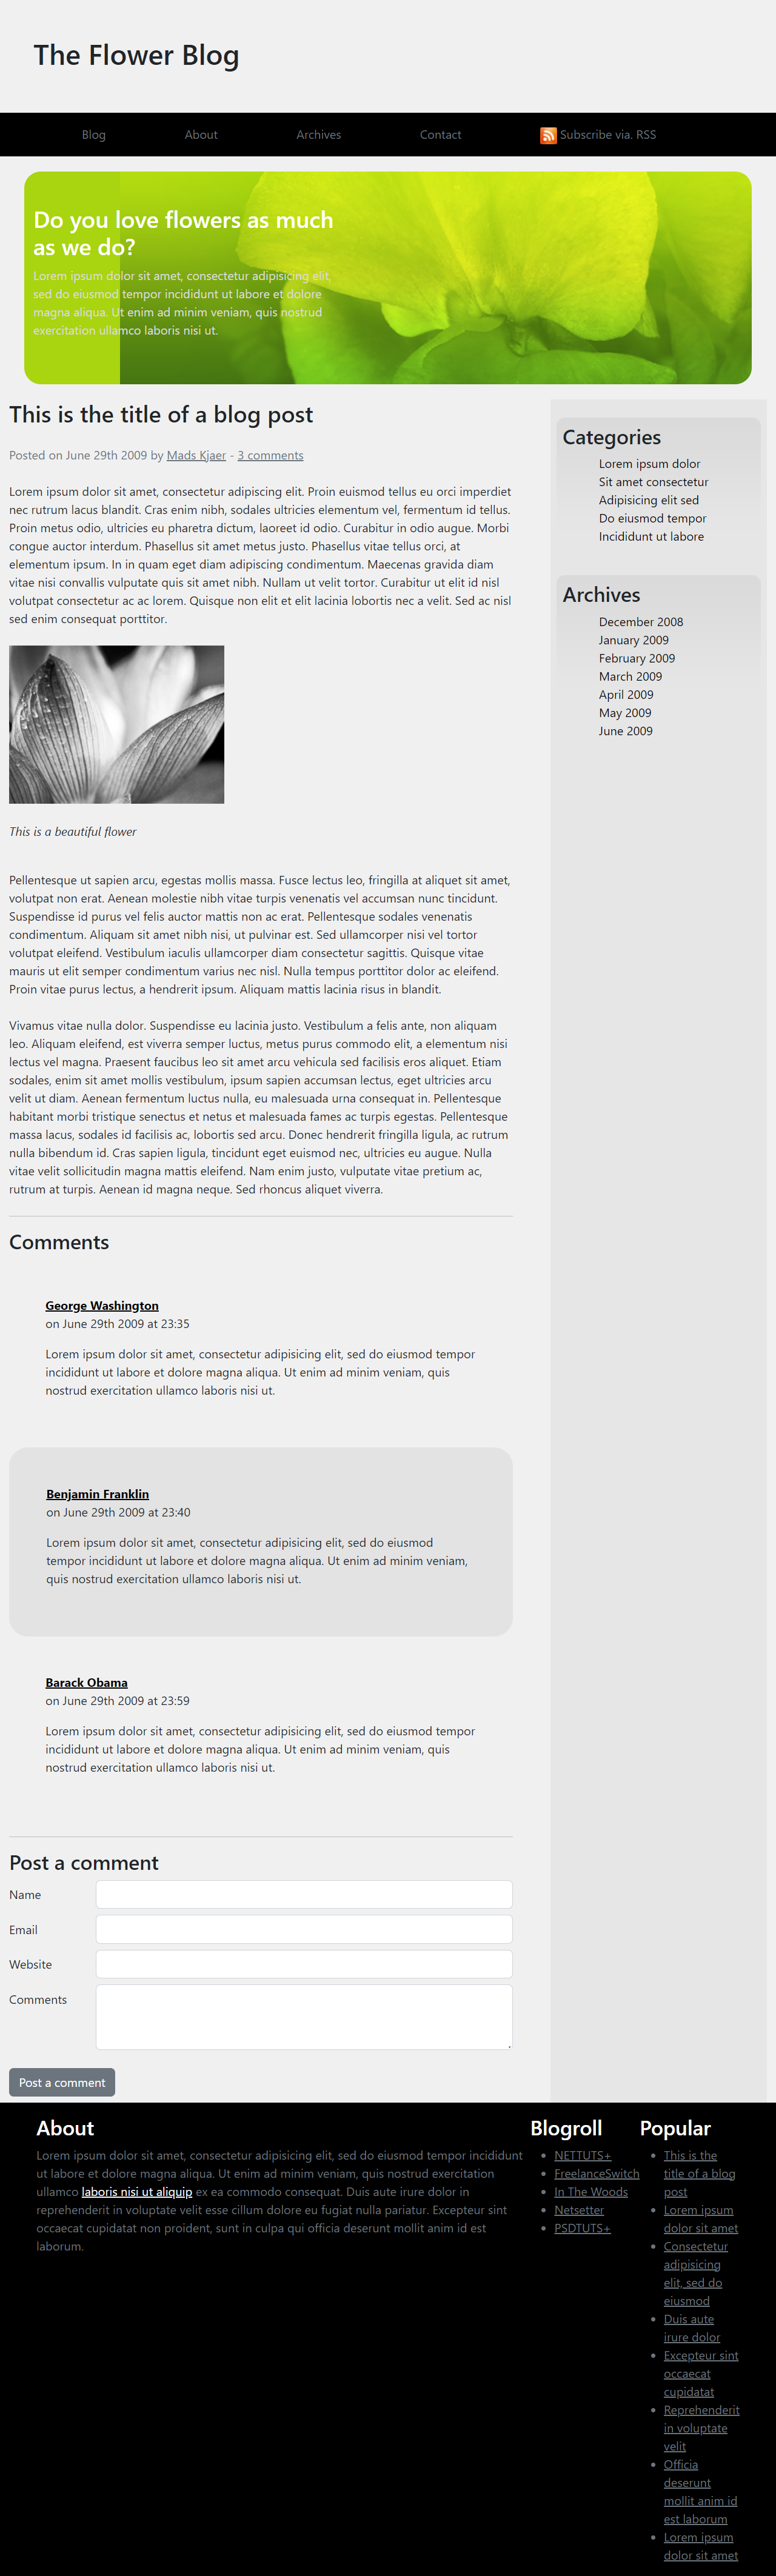 The Flower Blog
Blog
About
Archives
Contact
Subscribe via. RSS
Do you love flowers as much
as we do?
Lorem ipsum dolor sit amet, consectetur adipisicing elit,
sed do eiusmod tempor incididunt ut labore et dolore
magna aliqua. Ut enim ad minim veniam, quis nostrud
exercitation ullamco laboris nisi ut.
This is the title of a blog post
Posted on June 29th 2009 by Mads Kjaer - 3 comments
Lorem ipsum dolor sit amet, consectetur adipiscing elit. Proin euismod tellus eu orci imperdiet
nec rutrum lacus blandit. Cras enim nibh, sodales ultricies elementum vel, fermentum id tellus.
Proin metus odio, ultricies eu pharetra dictum, laoreet id odio. Curabitur in odio augue. Morbi
congue auctor interdum. Phasellus sit amet metus justo. Phasellus vitae tellus orci, at
elementum ipsum. In in quam eget diam adipiscing condimentum. Maecenas gravida diam
vitae nisi convallis vulputate quis sit amet nibh. Nullam ut velit tortor. Curabitur ut elit id nisl
volutpat consectetur ac ac lorem. Quisque non elit et elit lacinia lobortis nec a velit. Sed ac nisl
sed enim consequat porttitor.
This is a beautiful flower
Pellentesque ut sapien arcu, egestas mollis massa. Fusce lectus leo, fringilla at aliquet sit amet,
volutpat non erat. Aenean molestie nibh vitae turpis venenatis vel accumsan nunc tincidunt.
Suspendisse id purus vel felis auctor mattis non ac erat. Pellentesque sodales venenatis
condimentum. Aliquam sit amet nibh nisi, ut pulvinar est. Sed ullamcorper nisi vel tortor
volutpat eleifend. Vestibulum iaculis ullamcorper diam consectetur sagittis. Quisque vitae
mauris ut elit semper condimentum varius nec nisl. Nulla tempus porttitor dolor ac eleifend.
Proin vitae purus lectus, a hendrerit ipsum. Aliquam mattis lacinia risus in blandit.
Vivamus vitae nulla dolor. Suspendisse eu lacinia justo. Vestibulum a felis ante, non aliquam
leo. Aliquam eleifend, est viverra semper luctus, metus purus commodo elit, a elementum nisi
lectus vel magna. Praesent faucibus leo sit amet arcu vehicula sed facilisis eros aliquet. Etiam
sodales, enim sit amet mollis vestibulum, ipsum sapien accumsan lectus, eget ultricies arcu
velit ut diam. Aenean fermentum luctus nulla, eu malesuada urna consequat in. Pellentesque
habitant morbi tristique senectus et netus et malesuada fames ac turpis egestas. Pellentesque
massa lacus, sodales id facilisis ac, lobortis sed arcu. Donec hendrerit fringilla ligula, ac rutrum
nulla bibendum id. Cras sapien ligula, tincidunt eget euismod nec, ultricies eu augue. Nulla
vitae velit sollicitudin magna mattis eleifend. Nam enim justo, vulputate vitae pretium ac,
rutrum at turpis. Aenean id magna neque. Sed rhoncus aliquet viverra.
Categories
Lorem ipsum dolor
Sit amet consectetur
Adipisicing elit sed
Do eiusmod tempor
Incididunt ut labore
Archives
December 2008
January 2009
February 2009
March 2009
April 2009
May 2009
June 2009
Comments
George Washington
on June 29th 2009 at 23:35
Lorem ipsum dolor sit amet, consectetur adipisicing elit, sed do eiusmod tempor
incididunt ut labore et dolore magna aliqua. Ut enim ad minim veniam, quis
nostrud exercitation ullamco laboris nisi ut.
Benjamin Franklin
on June 29th 2009 at 23:40
Lorem ipsum dolor sit amet, consectetur adipisicing elit, sed do eiusmod
tempor incididunt ut labore et dolore magna aliqua. Ut enim ad minim veniam,
quis nostrud exercitation ullamco laboris nisi ut.
Barack Obama
on June 29th 2009 at 23:59
Lorem ipsum dolor sit amet, consectetur adipisicing elit, sed do eiusmod tempor
incididunt ut labore et dolore magna aliqua. Ut enim ad minim veniam, quis
nostrud exercitation ullamco laboris nisi ut.
Post a comment
Name
Email
Website
Comments
Post a comment
About
Lorem ipsum dolor sit amet, consectetur adipisicing elit, sed do eiusmod tempor incididunt
ut labore et dolore magna aliqua. Ut enim ad minim veniam, quis nostrud exercitation
ullamco laboris nisi ut aliquip ex ea commodo consequat. Duis aute irure dolor in
reprehenderit in voluptate velit esse cillum dolore eu fugiat nulla pariatur. Excepteur sint
occaecat cupidatat non proident, sunt in culpa qui officia deserunt mollit anim id est
laborum.
Blogroll
NETTUTS+
FreelanceSwitch
In The Woods
Netsetter
PSDTUTS+
Popular
This is the
title of a blog
post
Lorem ipsum
dolor sit amet
Consectetur
adipisicing
elit, sed do
eiusmod
Duis aute
irure dolor
Excepteur sint
occaecat
cupidatat
Reprehenderit
in voluptate
velit
Officia
deserunt
mollit anim id
est laborum
Lorem ipsum
dolor sit amet